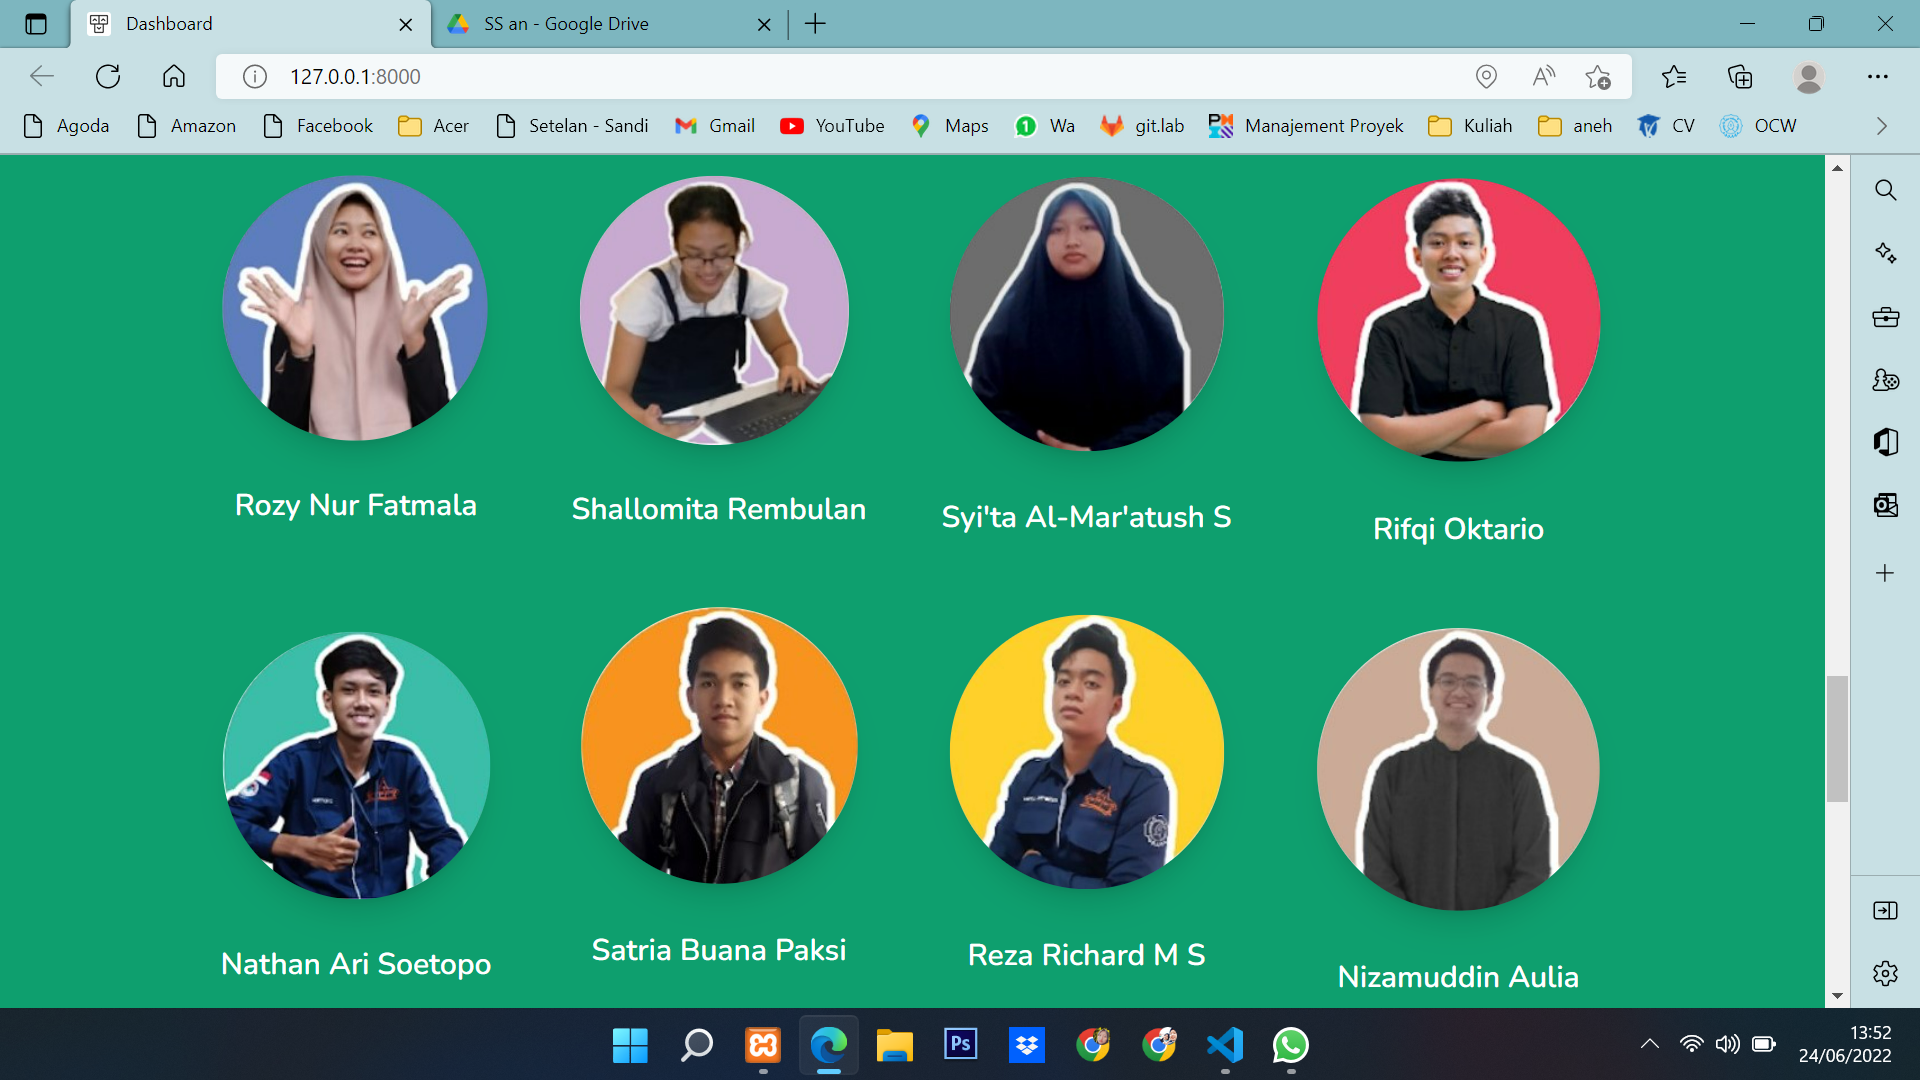 Dashboard
SS an - Google Drive
127.0.0.1:8000
Agoda
Amazon
Facebook
Acer
Setelan - Sandi
Gmail
YouTube
Maps
1
Wa
git.lab
Manajement Proyek
Kuliah
aneh
CV
OCW
Rozy Nur Fatmala
Shallomita Rembulan
Syi'ta Al-Mar'atush S
Rifqi Oktario
Nathan Ari Soetopo
Satria Buana Paksi
Reza Richard M S
Nizamuddin Aulia
Ps
13:52
24/06/2022